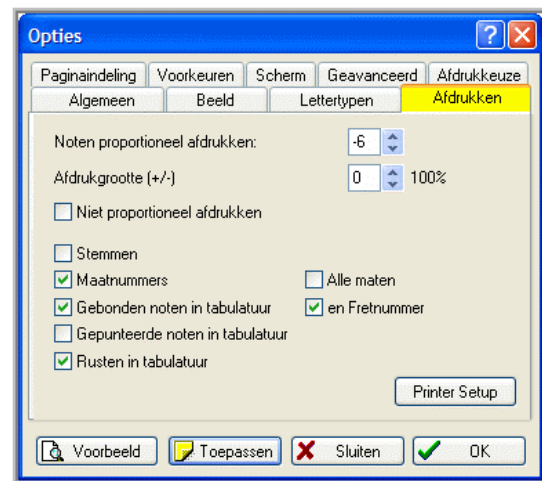 Opties
Paginaindeling Voorkeuren Scherm Geavanceerd Afdrukkeuze
Algemeen Beeld Lettertypen Afdrukken
Noten proportioneel afdrukken: -6
Afdrukgrootte (+/-) 0 100%
Niet proportioneel afdrukken
Stemmen
Maatnummers Alle maten
Gebonden noten in tabulatuur en Fretnummer
Gepunteerde noten in tabulatuur
Rusten in tabulatuur
Printer Setup
Voorbeeld Toepassen Sluiten OK